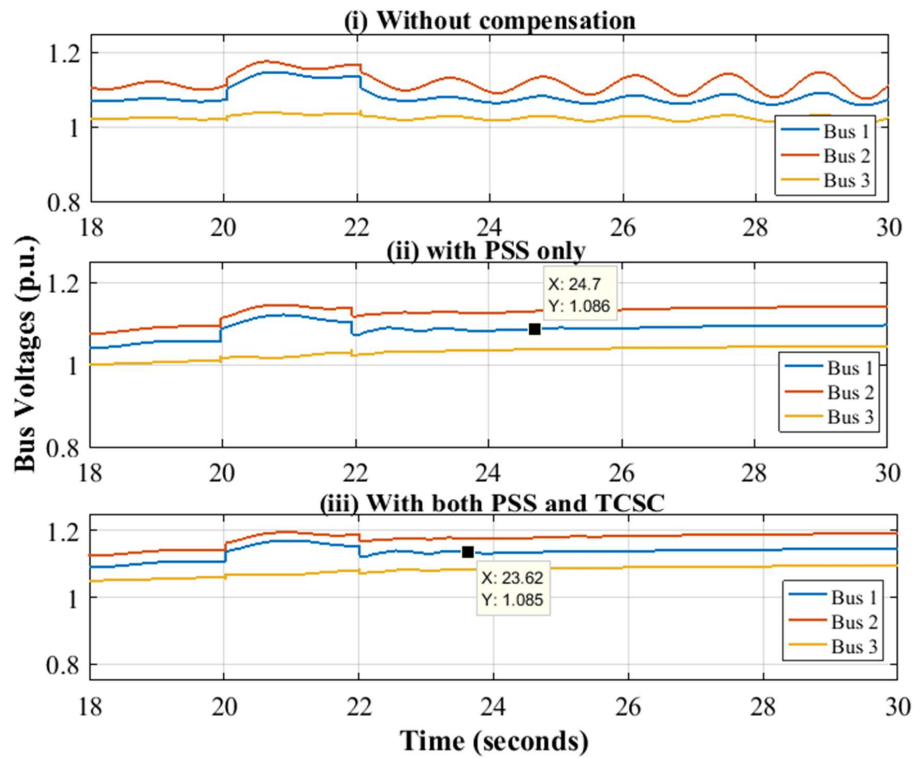 (i) Without compensation
1.2
1
0.8
Bus 1
Bus 2
Bus 3
18 20 22 24 26 28 30
(ii) with PSS only
1.2
1
0.8
X: 24.7
Y: 1.086
Bus 1
Bus 2
Bus 3
18 20 22 24 26 28 30
Bus Voltages (p.u.)
(iii) With both PSS and TCSC
1.2
1
0.8
X: 23.62
Y: 1.085
Bus 1
Bus 2
Bus 3
18 20 22 24 26 28 30
Time (seconds)